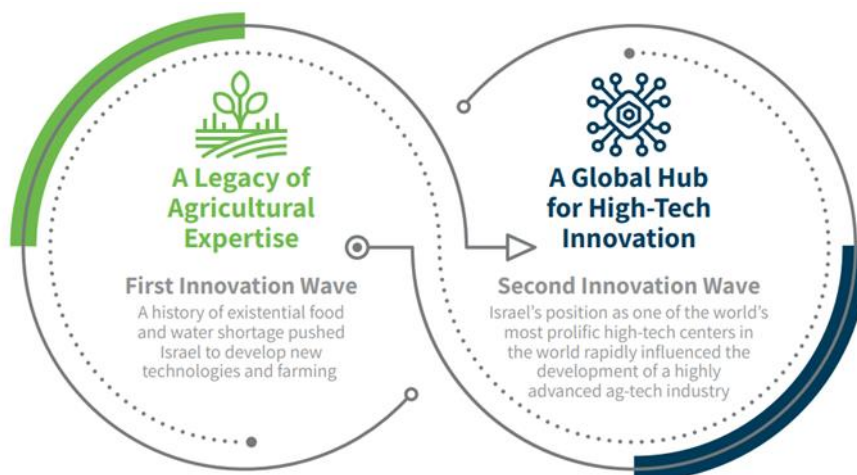 A Legacy of
Agricultural
Expertise
First Innovation Wave
A history of existential food
and water shortage pushed
Israel to develop new
technologies and farming
A Global Hub
for High-Tech
Innovation
Second Innovation Wave
Israel’s position as one of the world’s
most prolific high-tech centers in
the world rapidly influenced the
development of a highly
advanced ag-tech industry